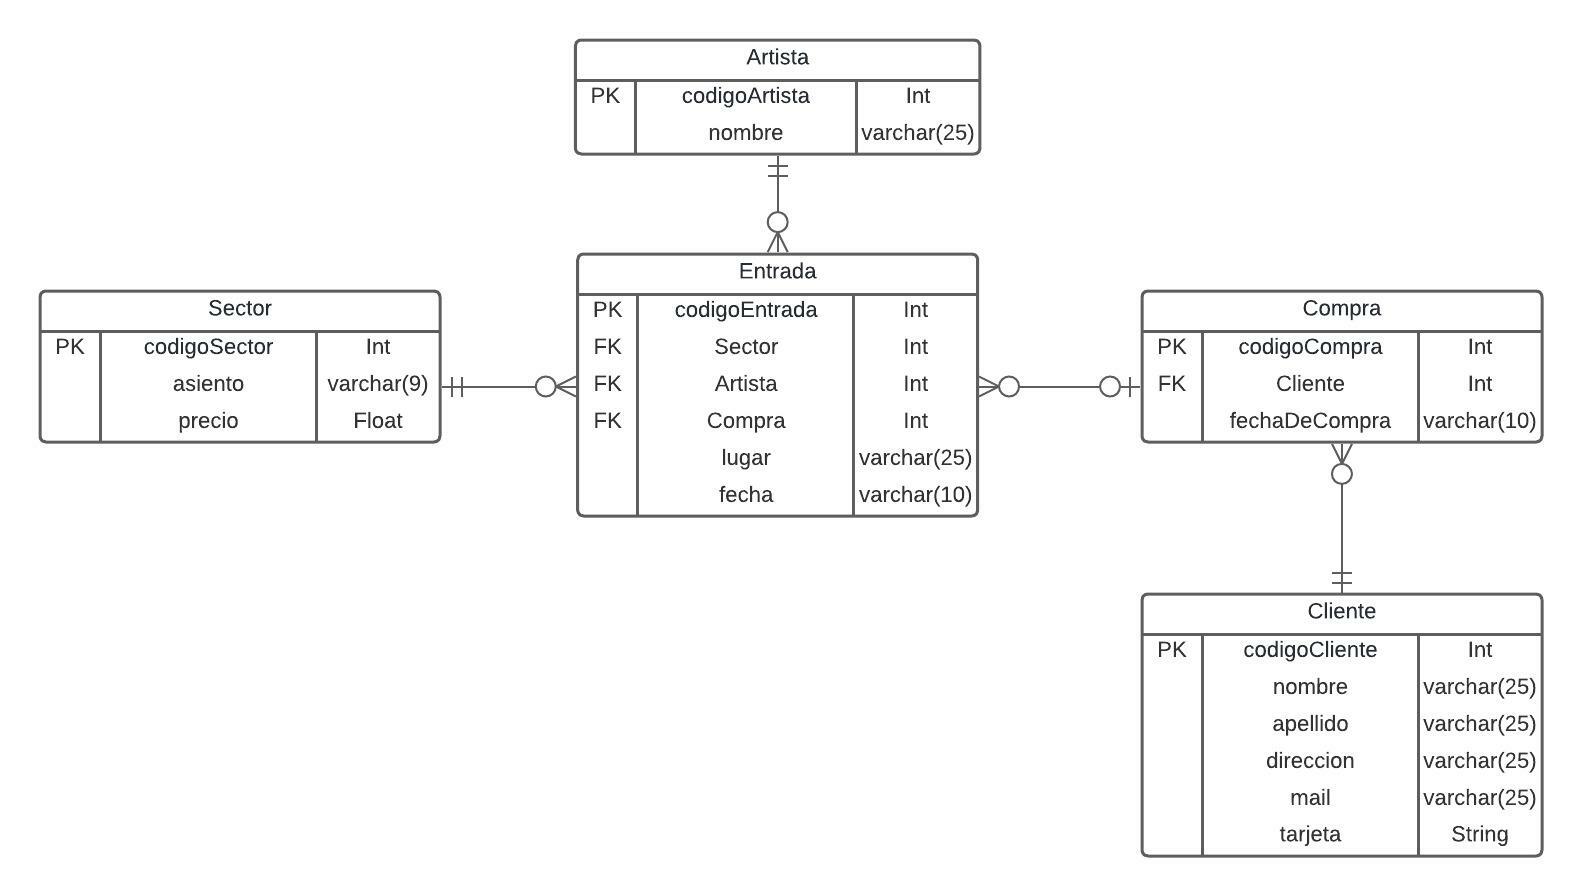 Artista
PK codigoArtista Int
nombre varchar(25)
Sector
PK codigoSector Int
asiento varchar(9)
precio Float
Entrada
PK codigoEntrada Int
FK Sector Int
FK Artista Int
FK Compra Int
lugar varchar(25)
fecha varchar(10)
Compra
PK codigoCompra Int
FK Cliente Int
fechaDeCompra varchar(10)
Cliente
PK codigoCliente Int
nombre varchar(25)
apellido varchar(25)
direccion varchar(25)
mail varchar(25)
tarjeta String